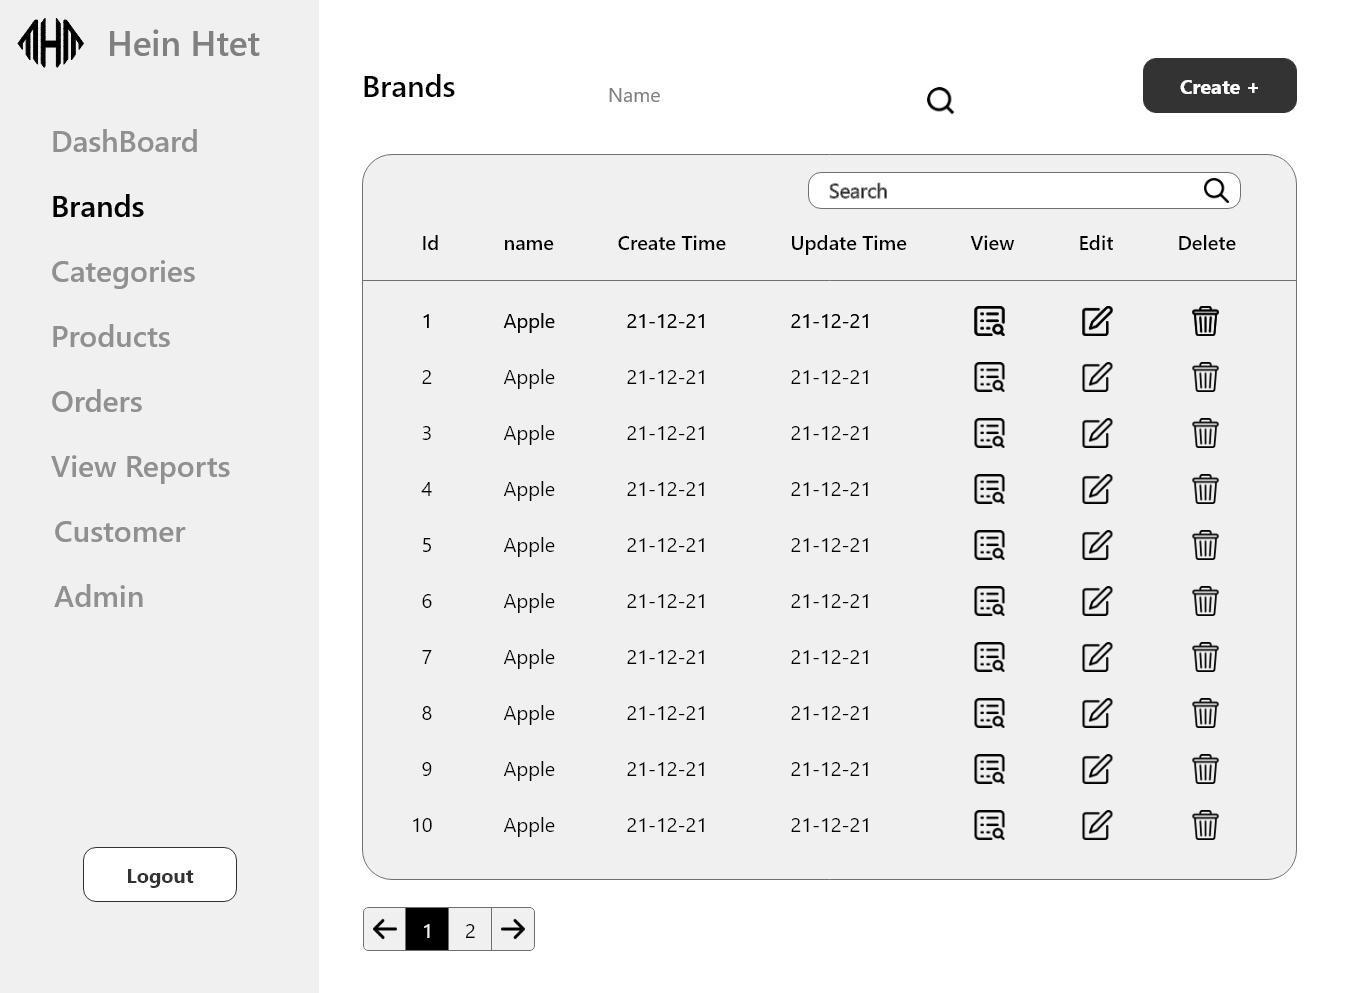 Hein Htet
DashBoard
Brands
Categories
Products
Orders
View Reports
Customer
Admin
Logout
Brands
Name
Create +
Search
Id name Create Time Update Time View Edit Delete
1 Apple 21-12-21 21-12-21
2 Apple 21-12-21 21-12-21
3 Apple 21-12-21 21-12-21
4 Apple 21-12-21 21-12-21
5 Apple 21-12-21 21-12-21
6 Apple 21-12-21 21-12-21
7 Apple 21-12-21 21-12-21
8 Apple 21-12-21 21-12-21
9 Apple 21-12-21 21-12-21
10 Apple 21-12-21 21-12-21
1 2